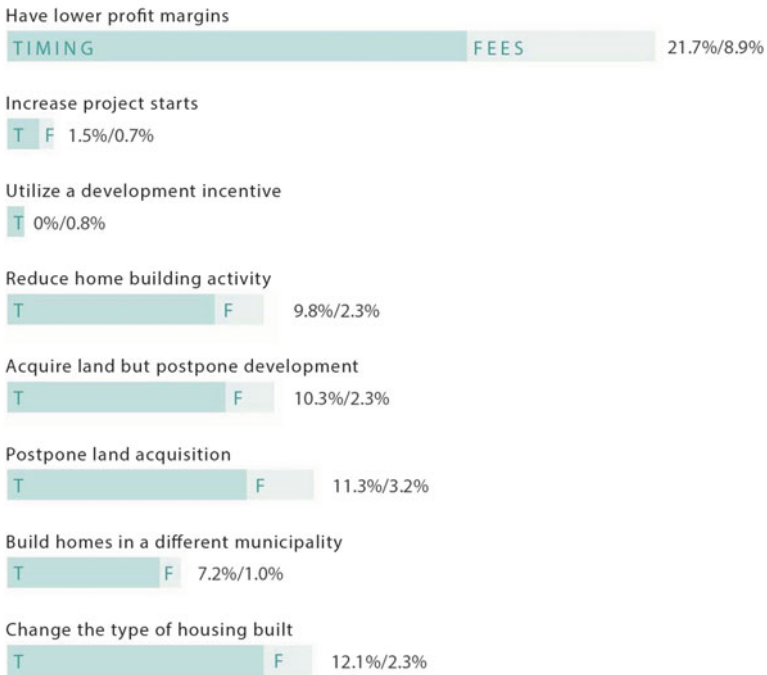 Have lower profit margins
TIMING FEES 21.7%/8.9%
Increase project starts
T F 1.5%/0.7%
Utilize a development incentive
T 0%/0.8%
Reduce home building activity
T F 9.8%/2.3%
Acquire land but postpone development
T F 10.3%/2.3%
Postpone land acquisition
T F 11.3%/3.2%
Build homes in a different municipality
T F 7.2%/1.0%
Change the type of housing built
T F 12.1%/2.3%